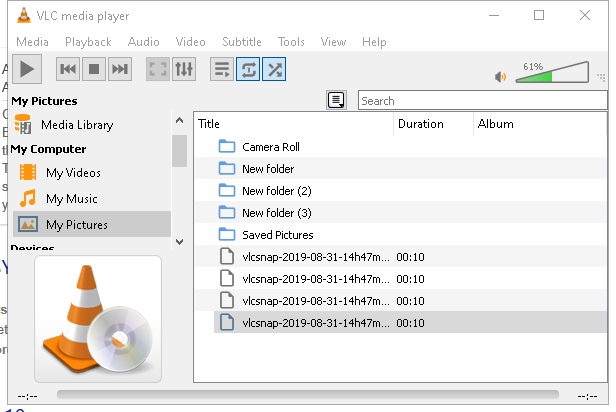 VLC media player
Media Playback Audio Video Subtitle Tools View Help
61%
My Pictures
Search
Media Library
My Computer
My Videos
My Music
My Pictures
Devices
Title Duration Album
Camera Roll
New folder
New folder (2)
New folder (3)
Saved Pictures
vlcsnap-2019-08-31-14h47m... 00:10
vlcsnap-2019-08-31-14h47m... 00:10
vlcsnap-2019-08-31-14h47m... 00:10
vlcsnap-2019-08-31-14h47m... 00:10
--:-- --:--